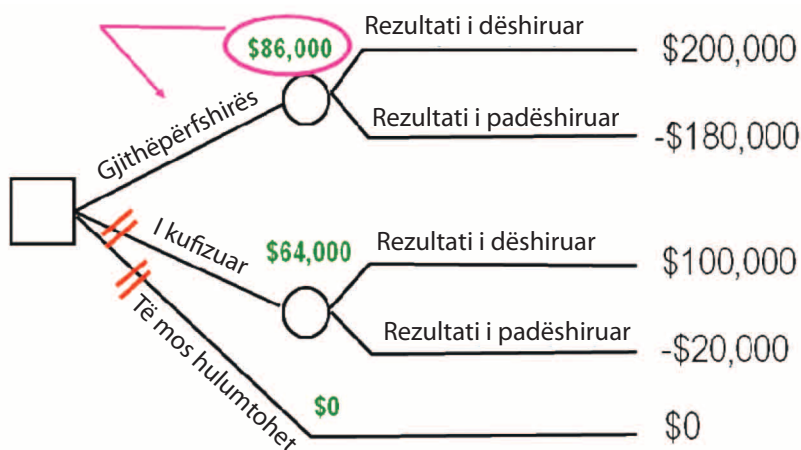 Rezultati i dëshiruar
$86,000
$200,000
Gjithëpërfshirës
Rezultati i padëshiruar
-$180,000
I kufizuar
$64,000
Rezultati i dëshiruar
$100,000
Rezultati i padëshiruar
-$20,000
Të mos hulumtohet
$0
$0